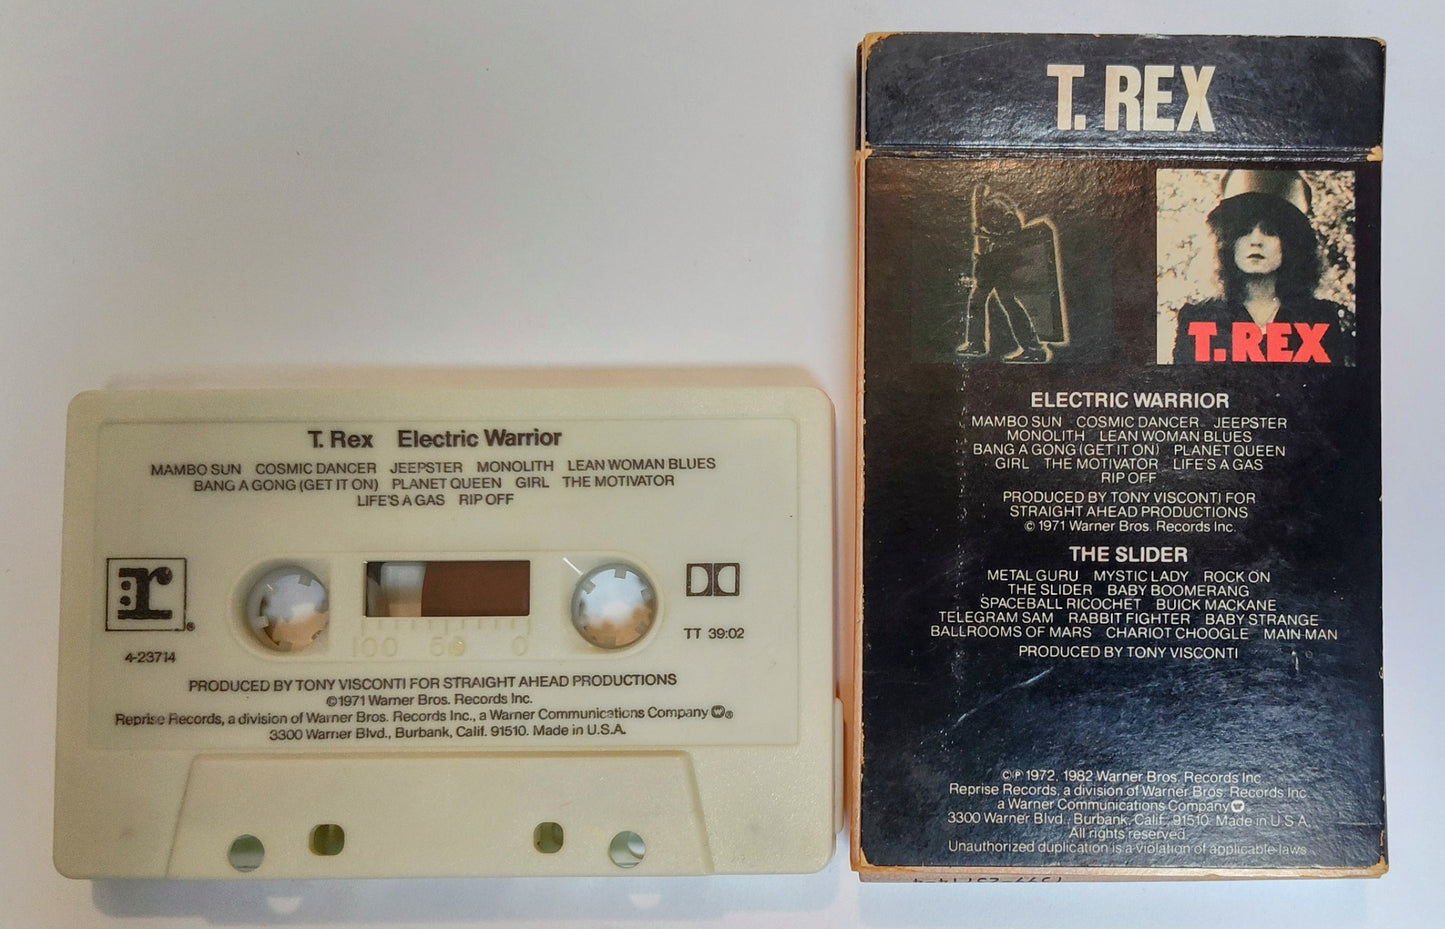 T. Rex Electric Warrior
MAMBO SUN COSMIC DANCER JEEPSTER MONOLITH LEAN WOMAN BLUES
BANG A GONG (GET IT ON) PLANET QUEEN GIRL THE MOTIVATOR
LIFE'S A GAS RIP OFF
r®
4-23714
100 50 0
TT 39:02
PRODUCED BY TONY VISCONTI FOR STRAIGHT AHEAD PRODUCTIONS
©1971 Warner Bros. Records Inc.
Reprise Records, a division of Warner Bros. Records Inc., a Warner Communications Company ®
3300 Warner Blvd., Burbank, Calif. 91510. Made in U.S.A.
T. REX
T. REX
ELECTRIC WARRIOR
MAMBO SUN COSMIC DANCER JEEPSTER
MONOLITH LEAN WOMAN BLUES
BANG A GONG (GET IT ON) PLANET QUEEN
GIRL THE MOTIVATOR LIFE'S A GAS
RIP OFF
PRODUCED BY TONY VISCONTI FOR
STRAIGHT AHEAD PRODUCTIONS
© 1971 Warner Bros. Records Inc.
THE SLIDER
METAL GURU MYSTIC LADY ROCK ON
THE SLIDER BABY BOOMERANG
SPACEBALL RICOCHET BUICK MACKANE
TELEGRAM SAM RABBIT FIGHTER BABY STRANGE
BALLROOMS OF MARS CHARIOT CHOOGLE MAIN MAN
PRODUCED BY TONY VISCONTI
©℗ 1972, 1982 Warner Bros. Records Inc.
Reprise Records, a division of Warner Bros. Records Inc.
a Warner Communications Company
3300 Warner Blvd., Burbank, Calif., 91510. Made in U.S.A.
All rights reserved.
Unauthorized duplication is a violation of applicable laws